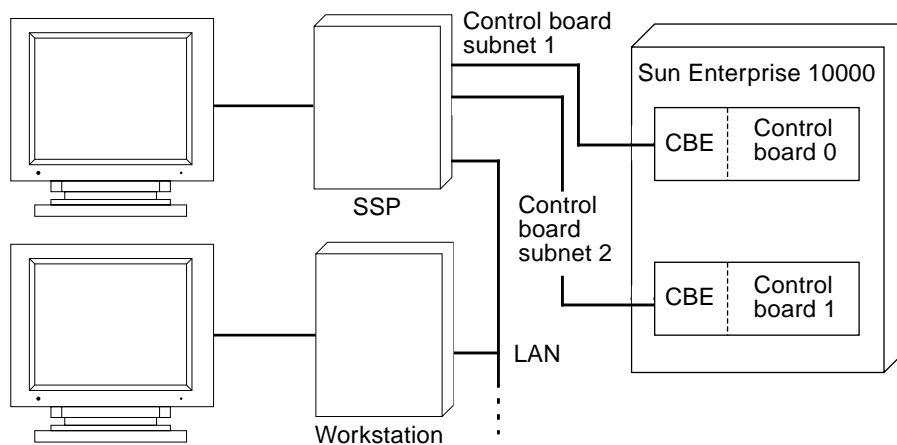 Control board
subnet 1
Sun Enterprise 10000
CBE
Control
board 0
SSP
Control
board
subnet 2
CBE
Control
board 1
LAN
Workstation